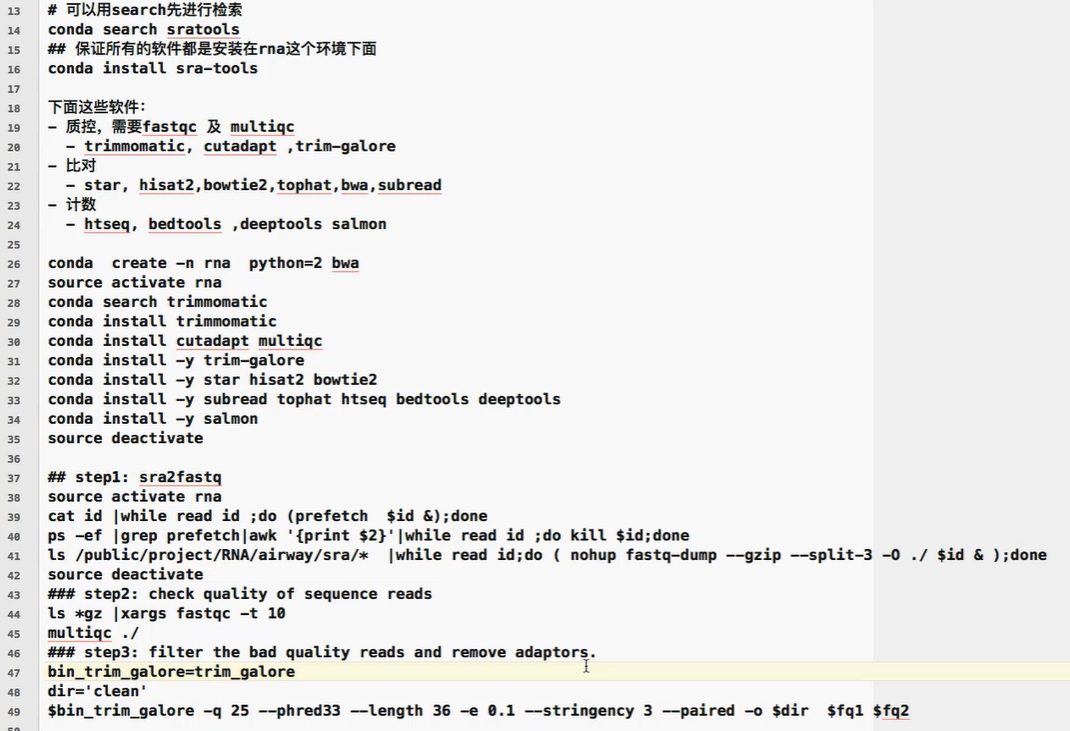 13 # 可以用search先进行检索
14 conda search sratools
15 ## 保证所有的软件都是安装在rna这个环境下面
16 conda install sra-tools
17
18 下面这些软件：
19 - 质控，需要fastqc 及 multiqc
20   - trimmomatic, cutadapt ,trim-galore
21 - 比对
22   - star, hisat2,bowtie2,tophat,bwa,subread
23 - 计数
24   - htseq, bedtools ,deeptools salmon
25
26 conda  create -n rna  python=2 bwa
27 source activate rna
28 conda search trimmomatic
29 conda install trimmomatic
30 conda install cutadapt multiqc
31 conda install -y trim-galore
32 conda install -y star hisat2 bowtie2
33 conda install -y subread tophat htseq bedtools deeptools
34 conda install -y salmon
35 source deactivate
36
37 ## step1: sra2fastq
38 source activate rna
39 cat id |while read id ;do (prefetch  $id &);done
40 ps -ef |grep prefetch|awk '{print $2}'|while read id ;do kill $id;done
41 ls /public/project/RNA/airway/sra/*  |while read id;do ( nohup fastq-dump --gzip --split-3 -O ./ $id & );done
42 source deactivate
43 ### step2: check quality of sequence reads
44 ls *gz |xargs fastqc -t 10
45 multiqc ./
46 ### step3: filter the bad quality reads and remove adaptors.
47 bin_trim_galore=trim_galore
48 dir='clean'
49 $bin_trim_galore -q 25 --phred33 --length 36 -e 0.1 --stringency 3 --paired -o $dir  $fq1 $fq2
50